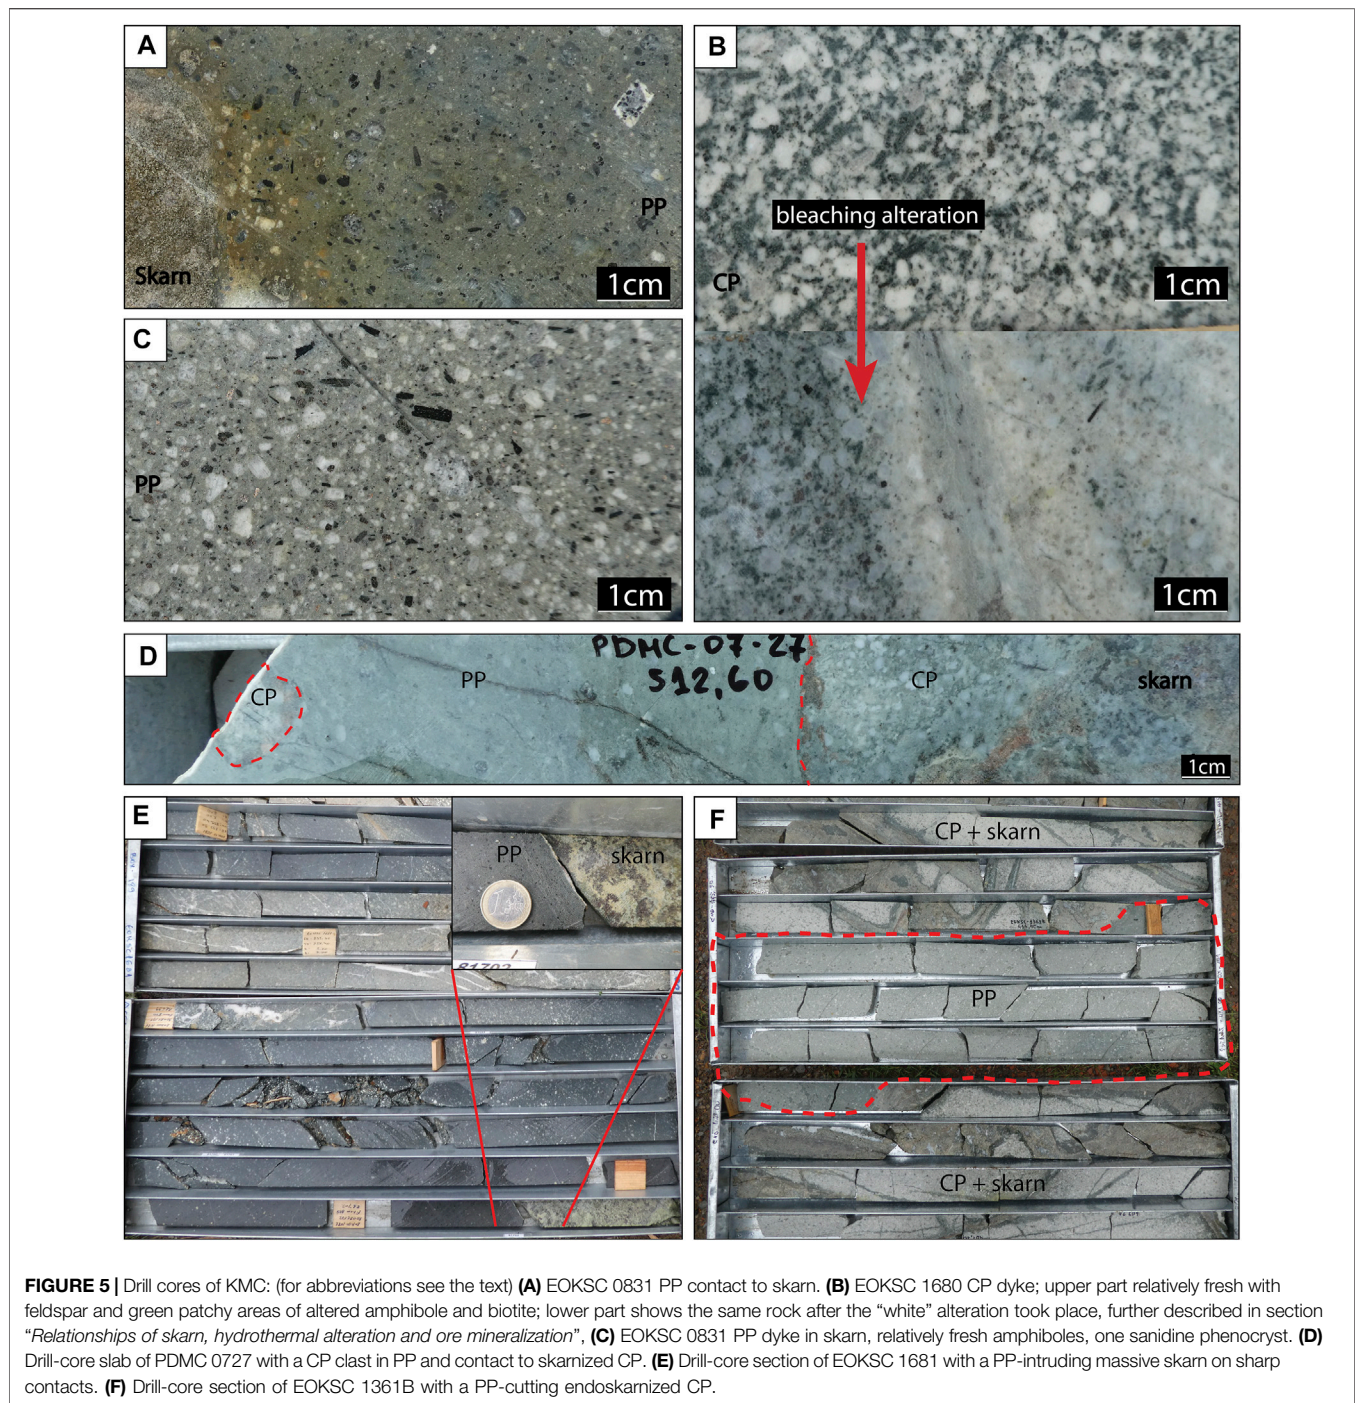 A
Skarn
PP
1cm
B
bleaching alteration
CP
1cm
1cm
C
PP
1cm
D
CP
PP
PDMC-07-27
512,60
CP
skarn
1cm
E
PP
skarn
81702
F
CP + skarn
PP
CP + skarn
FIGURE 5 | Drill cores of KMC: (for abbreviations see the text) (A) EOKSC 0831 PP contact to skarn. (B) EOKSC 1680 CP dyke; upper part relatively fresh with
feldspar and green patchy areas of altered amphibole and biotite; lower part shows the same rock after the “white” alteration took place, further described in section
“Relationships of skarn, hydrothermal alteration and ore mineralization”, (C) EOKSC 0831 PP dyke in skarn, relatively fresh amphiboles, one sanidine phenocryst. (D)
Drill-core slab of PDMC 0727 with a CP clast in PP and contact to skarnized CP. (E) Drill-core section of EOKSC 1681 with a PP-intruding massive skarn on sharp
contacts. (F) Drill-core section of EOKSC 1361B with a PP-cutting endoskarnized CP.